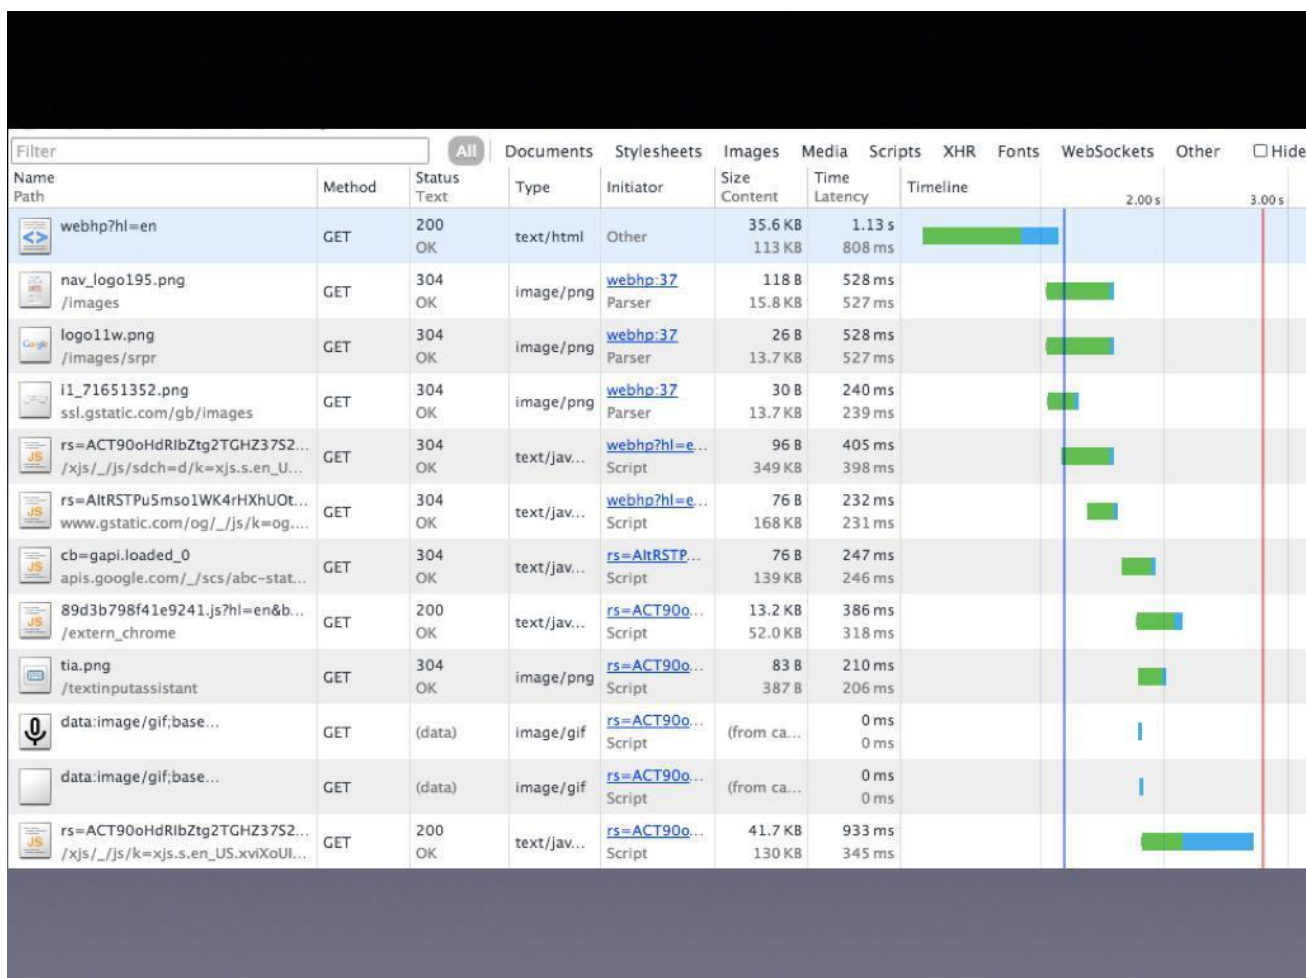 Filter All Documents Stylesheets Images Media Scripts XHR Fonts WebSockets Other Hide
Name Method Status Type Initiator Size Time Timeline
Path Text Content Latency 2.00 s 3.00 s
webhp?hl=en GET 200 text/html Other 35.6 KB 1.13 s
OK 113 KB 808 ms
nav_logo195.png GET 304 image/png webhp:37 118 B 528 ms
/images OK Parser 15.8 KB 527 ms
logo11w.png GET 304 image/png webhp:37 26 B 528 ms
/images/srpr OK Parser 13.7 KB 527 ms
i1_71651352.png GET 304 image/png webhp:37 30 B 240 ms
ssl.gstatic.com/gb/images OK Parser 13.7 KB 239 ms
rs=ACT90oHdRIbZtg2TGHZ37S2... GET 304 text/jav... webhp?hl=e... 96 B 405 ms
/xjs/_/js/sdch=d/k=xjs.s.en_U... OK Script 349 KB 398 ms
rs=AItRSTPu5mso1WK4rHXhUOt... GET 304 text/jav... webhp?hl=e... 76 B 232 ms
www.gstatic.com/og/_/js/k=og.... OK Script 168 KB 231 ms
cb=gapi.loaded_0 GET 304 text/jav... rs=AItRSTP... 76 B 247 ms
apis.google.com/_/scs/abc-stat... OK Script 139 KB 246 ms
89d3b798f41e9241.js?hl=en&b... GET 200 text/jav... rs=ACT90o... 13.2 KB 386 ms
/extern_chrome OK Script 52.0 KB 318 ms
tia.png GET 304 image/png rs=ACT90o... 83 B 210 ms
/textinputassistant OK Script 387 B 206 ms
data:image/gif;base... GET (data) image/gif rs=ACT90o... (from ca... 0 ms
Script 0 ms
data:image/gif;base... GET (data) image/gif rs=ACT90o... (from ca... 0 ms
Script 0 ms
rs=ACT90oHdRIbZtg2TGHZ37S2... GET 200 text/jav... rs=ACT90o... 41.7 KB 933 ms
/xjs/_/js/k=xjs.s.en_US.xviXoUI... OK Script 130 KB 345 ms